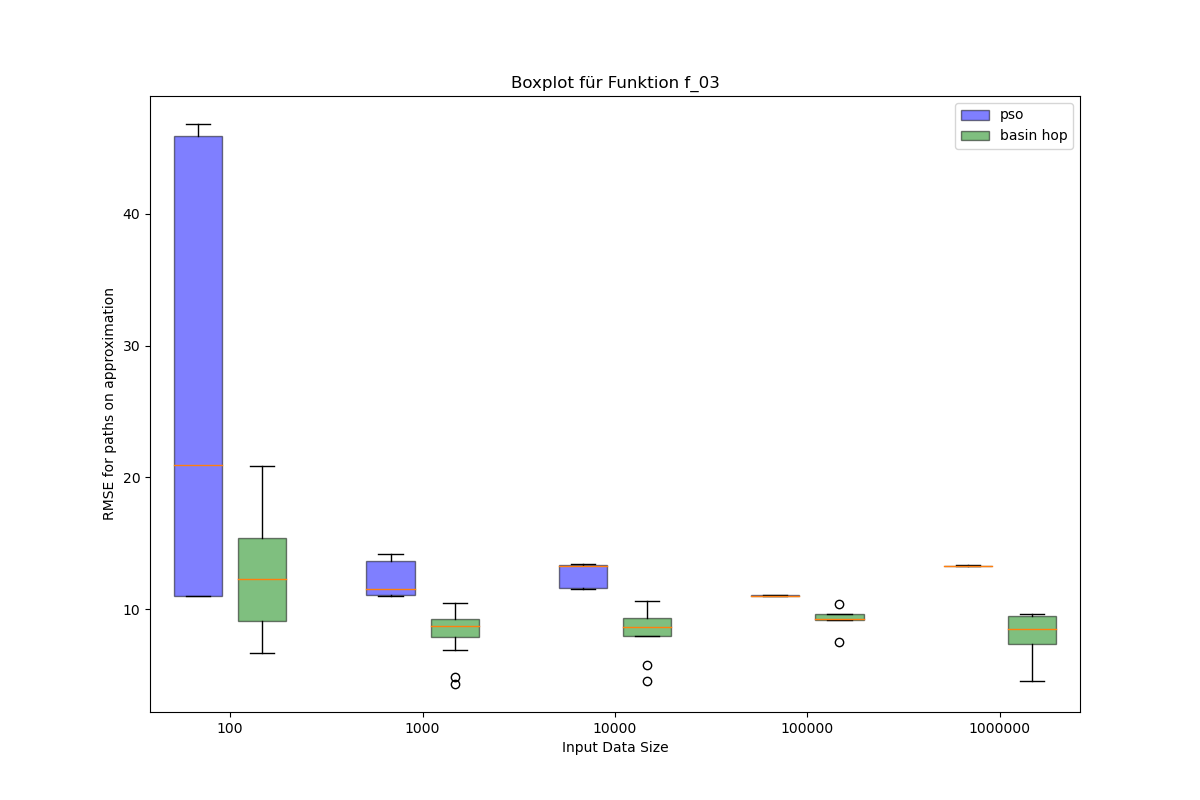 Boxplot für Funktion f_03
pso
basin hop
RMSE for paths on approximation
40
30
20
10
100
1000
10000
100000
1000000
Input Data Size